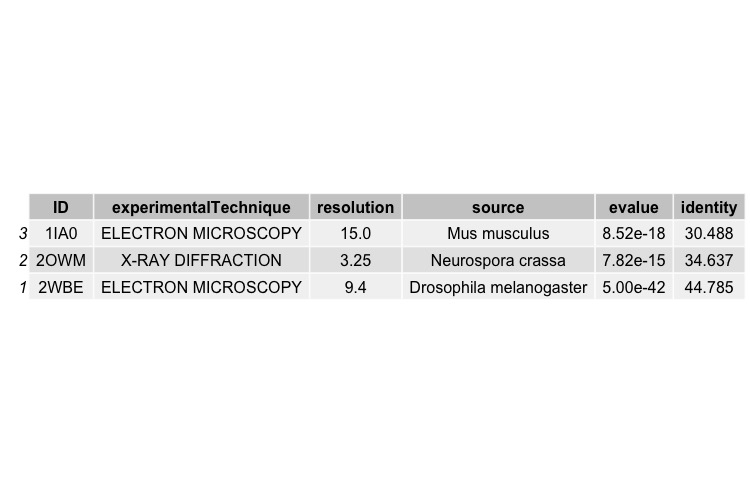 ID experimentalTechnique resolution source evalue identity
3 1IA0 ELECTRON MICROSCOPY 15.0 Mus musculus 8.52e-18 30.488
2 2OWM X-RAY DIFFRACTION 3.25 Neurospora crassa 7.82e-15 34.637
1 2WBE ELECTRON MICROSCOPY 9.4 Drosophila melanogaster 5.00e-42 44.785